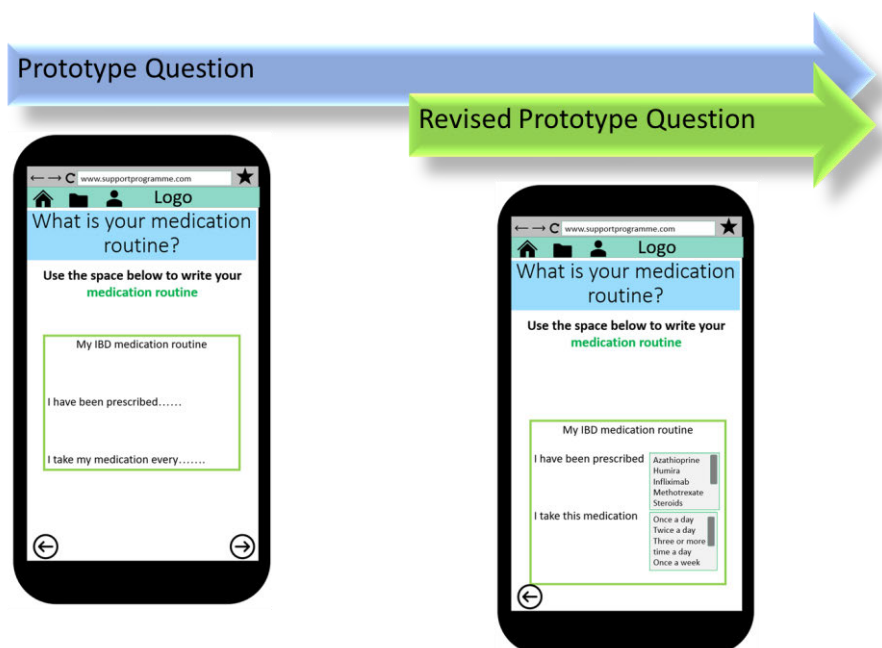 Prototype Question
Revised Prototype Question
www.supportprogramme.com
Logo
What is your medication
routine?
Use the space below to write your
medication routine
My IBD medication routine
I have been prescribed……
I take my medication every…….
www.supportprogramme.com
Logo
What is your medication
routine?
Use the space below to write your
medication routine
My IBD medication routine
I have been prescribed
Azathioprine
Humira
Infliximab
Methotrexate
Steroids
I take this medication
Once a day
Twice a day
Three or more
time a day
Once a week